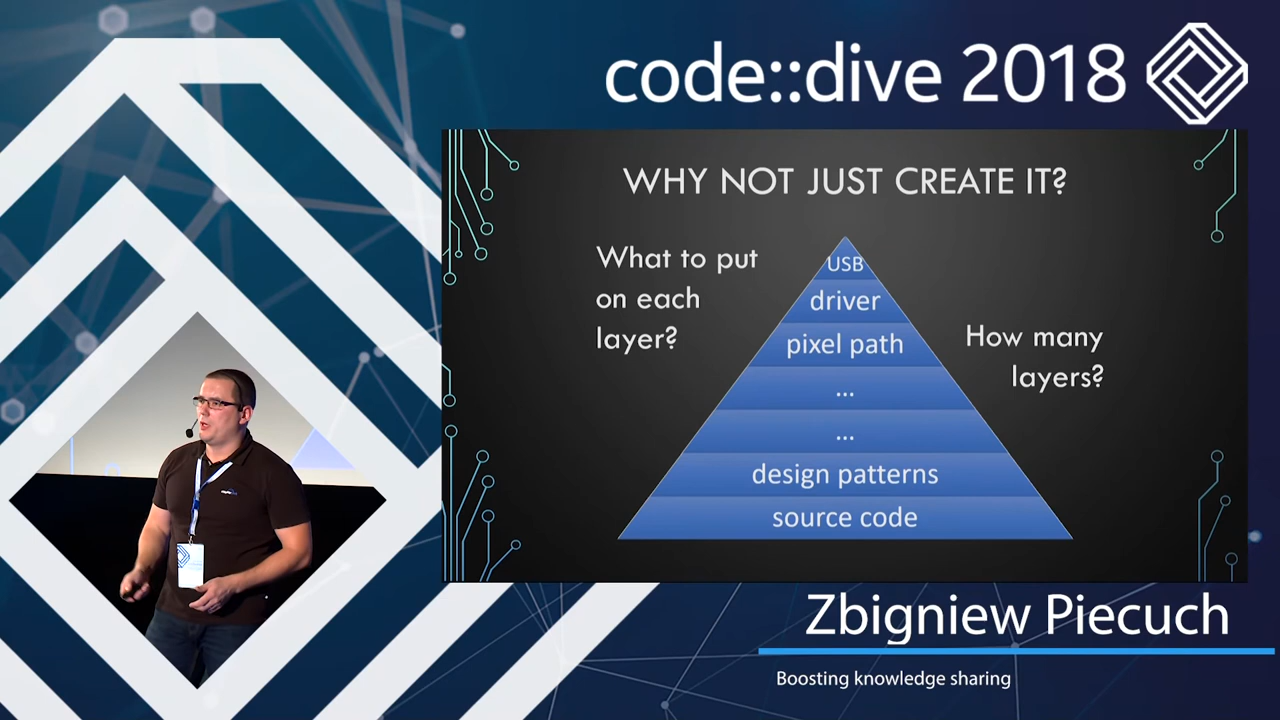 code::dive 2018
WHY NOT JUST CREATE IT?
What to put
on each
layer?
USB
driver
pixel path
...
...
design patterns
source code
How many
layers?
Zbigniew Piecuch
Boosting knowledge sharing